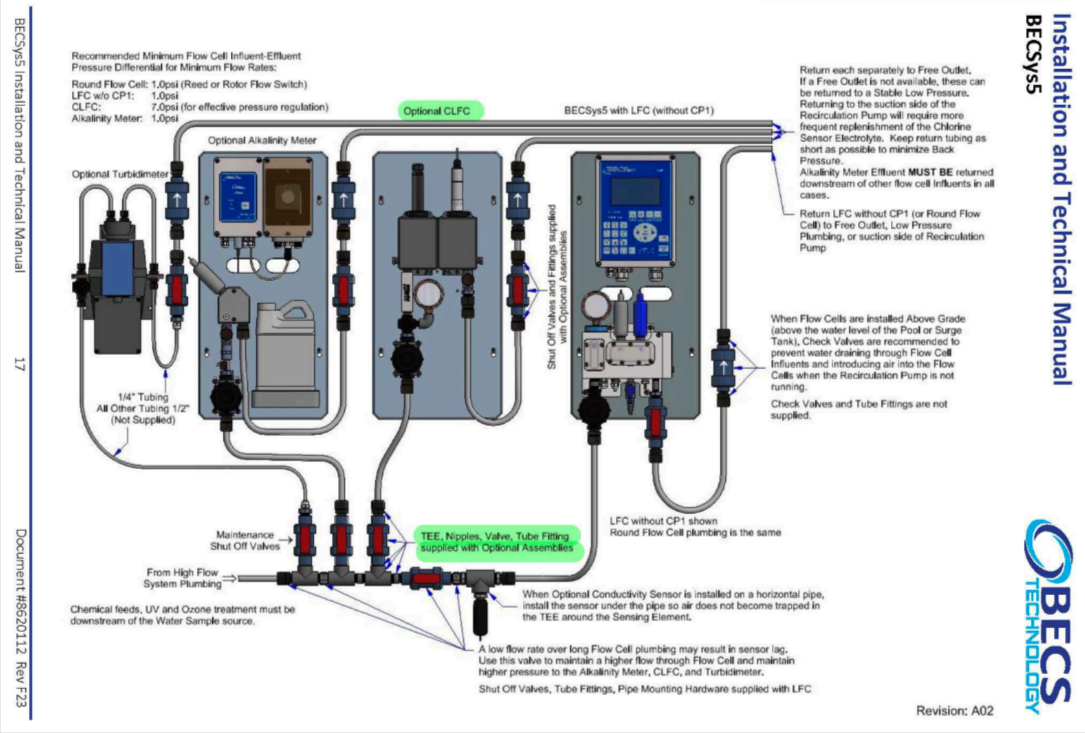 Installation and Technical Manual
BECSys5
Recommended Minimum Flow Cell Influent-Effluent
Pressure Differential for Minimum Flow Rates:
Round Flow Cell: 1.0psi (Reed or Rotor Flow Switch)
LFC w/o CP1: 1.0psi
CLFC: 7.0psi (for effective pressure regulation)
Alkalinity Meter: 1.0psi
Optional CLFC
BECSys5 with LFC (without CP1)
Optional Alkalinity Meter
Optional Turbidimeter
Return each separately to Free Outlet.
If a Free Outlet is not available, these can
be returned to a Stable Low Pressure.
Returning to the suction side of the
Recirculation Pump will require more
frequent replenishment of the Chlorine
Sensor Electrolyte. Keep return tubing as
short as possible to minimize Back
Pressure.
Alkalinity Meter Effluent MUST BE returned
downstream of other flow cell Influents in all
cases.
Return LFC without CP1 (or Round Flow
Cell) to Free Outlet, Low Pressure
Plumbing, or suction side of Recirculation
Pump
Shut Off Valves and Fittings supplied
with Optional Assemblies
When Flow Cells are installed Above Grade
(above the water level of the Pool or Surge
Tank), Check Valves are recommended to
prevent water draining through Flow Cell
Influents and introducing air into the Flow
Cells when the Recirculation Pump is not
running.
Check Valves and Tube Fittings are not
supplied.
1/4" Tubing
All Other Tubing 1/2"
(Not Supplied)
LFC without CP1 shown
Round Flow Cell plumbing is the same
Maintenance
Shut Off Valves
TEE, Nipples, Valve, Tube Fitting
supplied with Optional Assemblies
From High Flow
System Plumbing
Chemical feeds, UV and Ozone treatment must be
downstream of the Water Sample source.
When Optional Conductivity Sensor is installed on a horizontal pipe,
install the sensor under the pipe so air does not become trapped in
the TEE around the Sensing Element.
A low flow rate over long Flow Cell plumbing may result in sensor lag.
Use this valve to maintain a higher flow through Flow Cell and maintain
higher pressure to the Alkalinity Meter, CLFC, and Turbidimeter.
Shut Off Valves, Tube Fittings, Pipe Mounting Hardware supplied with LFC
Revision: A02
BECS
TECHNOLOGY
BECSys5 Installation and Technical Manual
17
Document #8620112 Rev F23